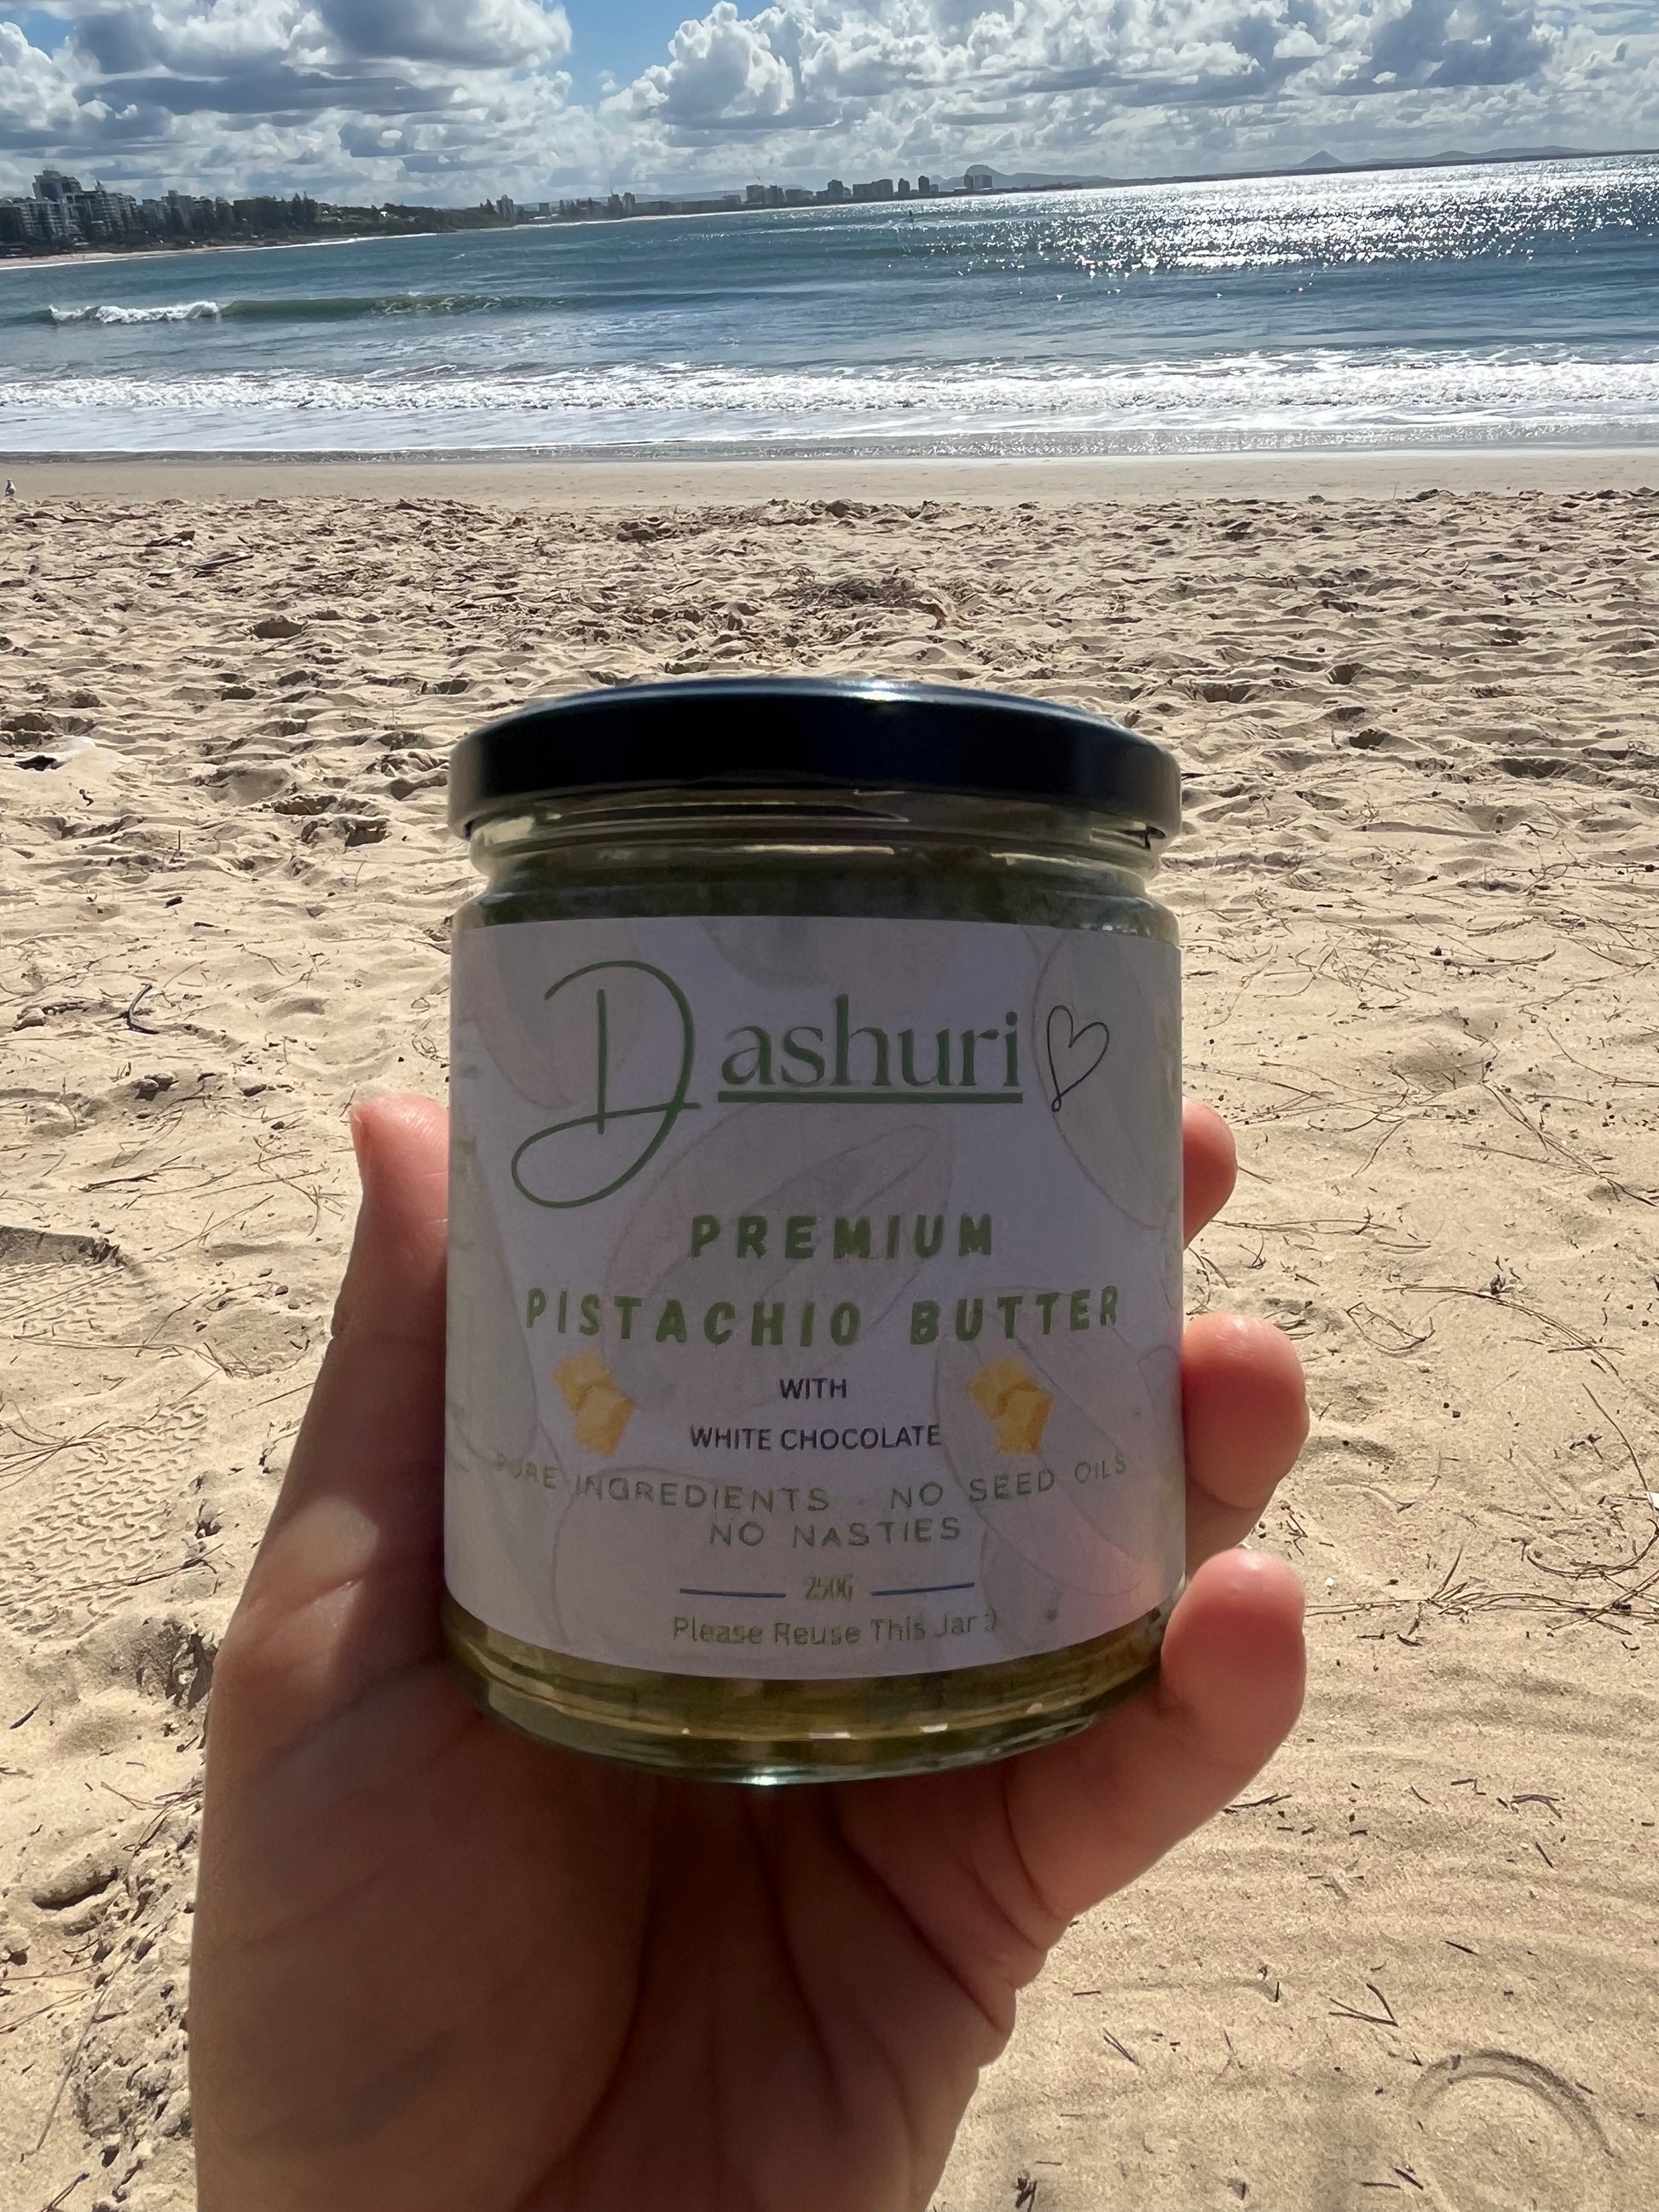 Dashuri
PREMIUM
PISTACHIO BUTTER
WITH
WHITE CHOCOLATE
PURE INGREDIENTS · NO SEED OILS
NO NASTIES
250G
Please Reuse This Jar :)